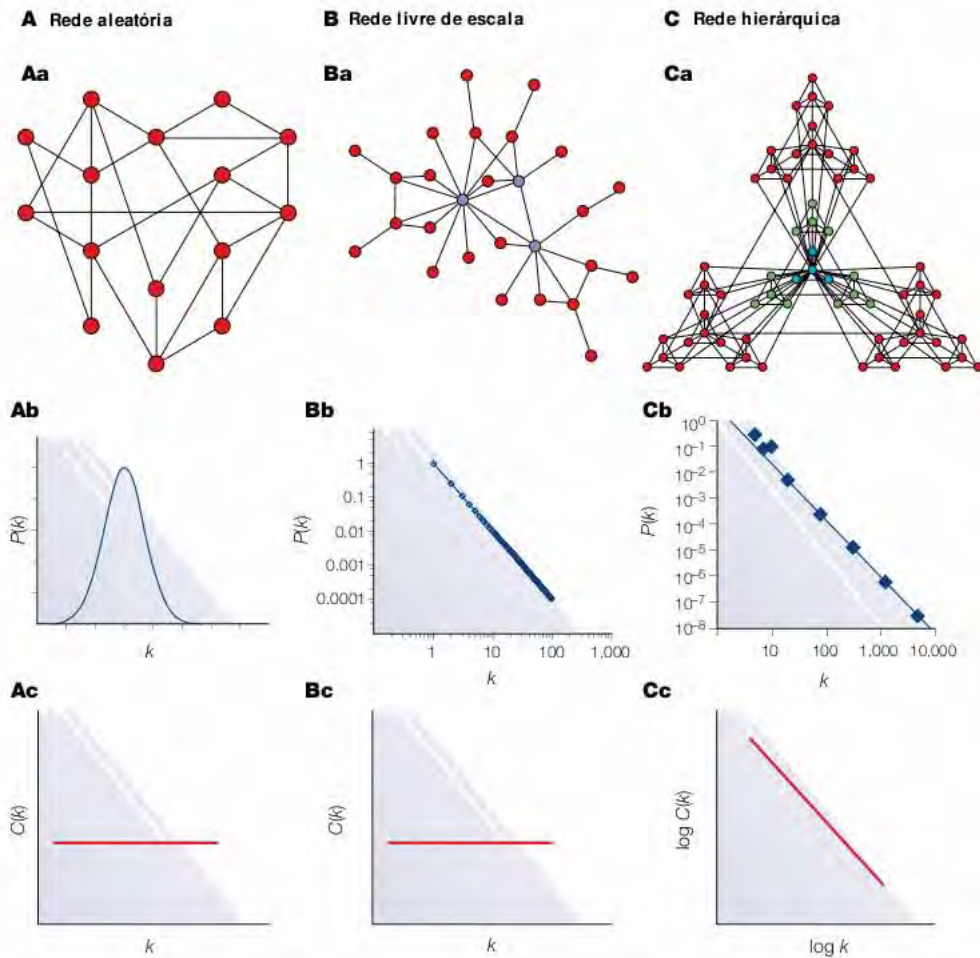 A Rede aleatória
B Rede livre de escala
C Rede hierárquica
Aa
Ba
Ca
Ab
P(k)
k
Bb
1
0.1
0.01
0.001
0.0001
P(k)
1
10
100
1,000
k
Cb
10⁰
10⁻¹
10⁻²
10⁻³
10⁻⁴
10⁻⁵
10⁻⁶
10⁻⁷
10⁻⁸
P(k)
10
100
1,000
10,000
k
Ac
C(k)
k
Bc
C(k)
k
Cc
log C(k)
log k